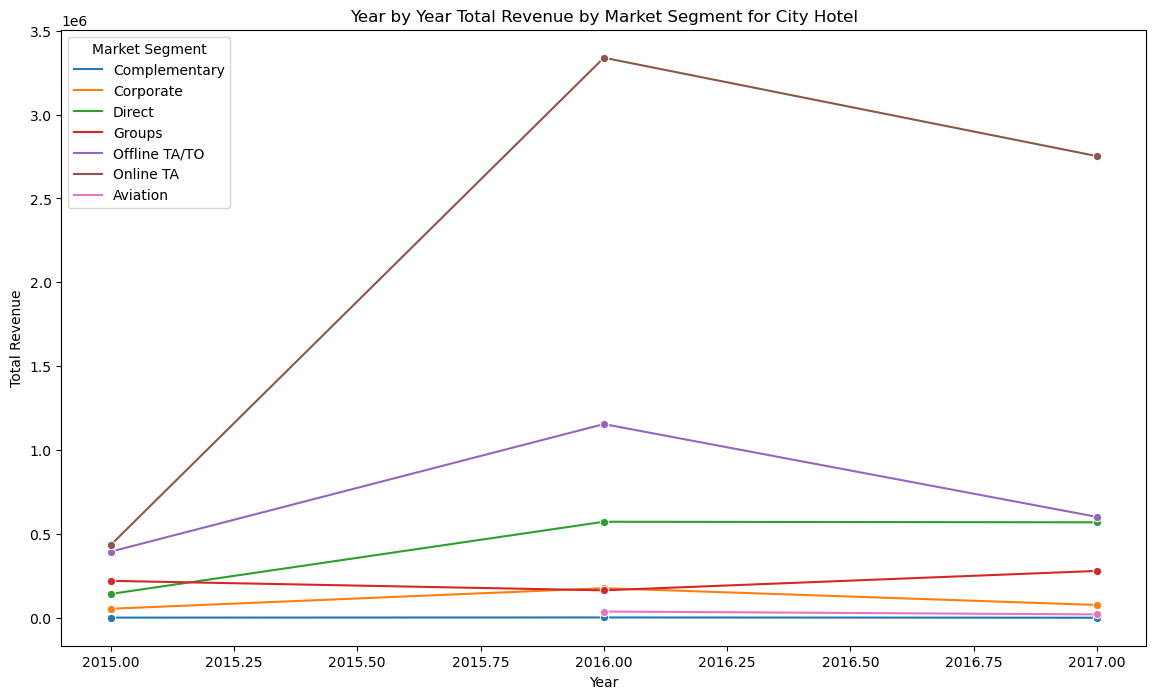 Year by Year Total Revenue by Market Segment for City Hotel
1e6
3.5
3.0
2.5
2.0
1.5
1.0
0.5
0.0
Total Revenue
Market Segment
Complementary
Corporate
Direct
Groups
Offline TA/TO
Online TA
Aviation
2015.00 2015.25 2015.50 2015.75 2016.00 2016.25 2016.50 2016.75 2017.00
Year